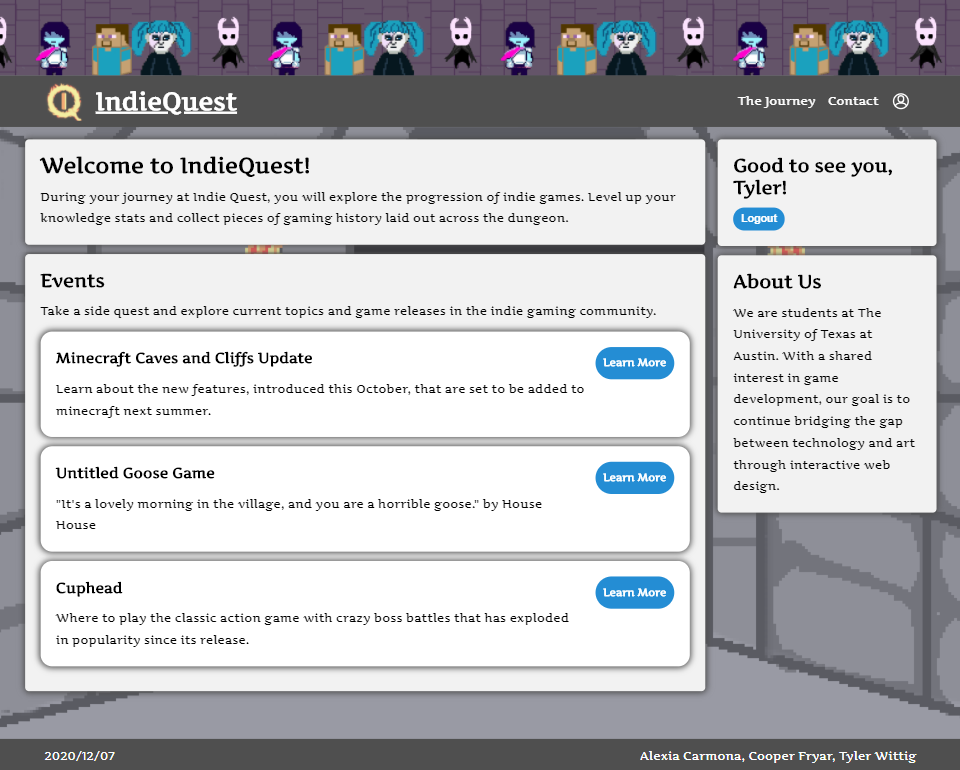 IndieQuest
The Journey
Contact
Welcome to IndieQuest!
During your journey at Indie Quest, you will explore the progression of indie games. Level up your
knowledge stats and collect pieces of gaming history laid out across the dungeon.
Good to see you,
Tyler!
Logout
Events
Take a side quest and explore current topics and game releases in the indie gaming community.
Minecraft Caves and Cliffs Update
Learn More
Learn about the new features, introduced this October, that are set to be added to
minecraft next summer.
Untitled Goose Game
Learn More
"It's a lovely morning in the village, and you are a horrible goose." by House
House
Cuphead
Learn More
Where to play the classic action game with crazy boss battles that has exploded
in popularity since its release.
About Us
We are students at The
University of Texas at
Austin. With a shared
interest in game
development, our goal is to
continue bridging the gap
between technology and art
through interactive web
design.
2020/12/07
Alexia Carmona, Cooper Fryar, Tyler Wittig